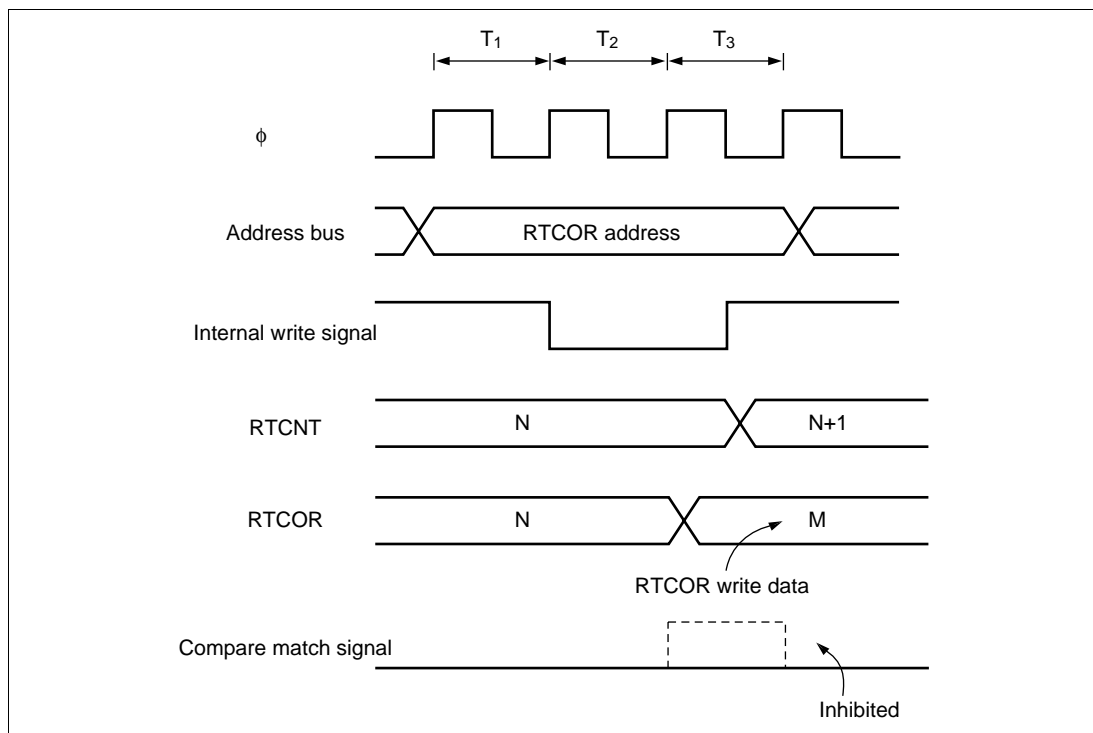 T1 T2 T3
ϕ
Address bus RTCOR address
Internal write signal
RTCNT N N+1
RTCOR N M
RTCOR write data
Compare match signal
Inhibited